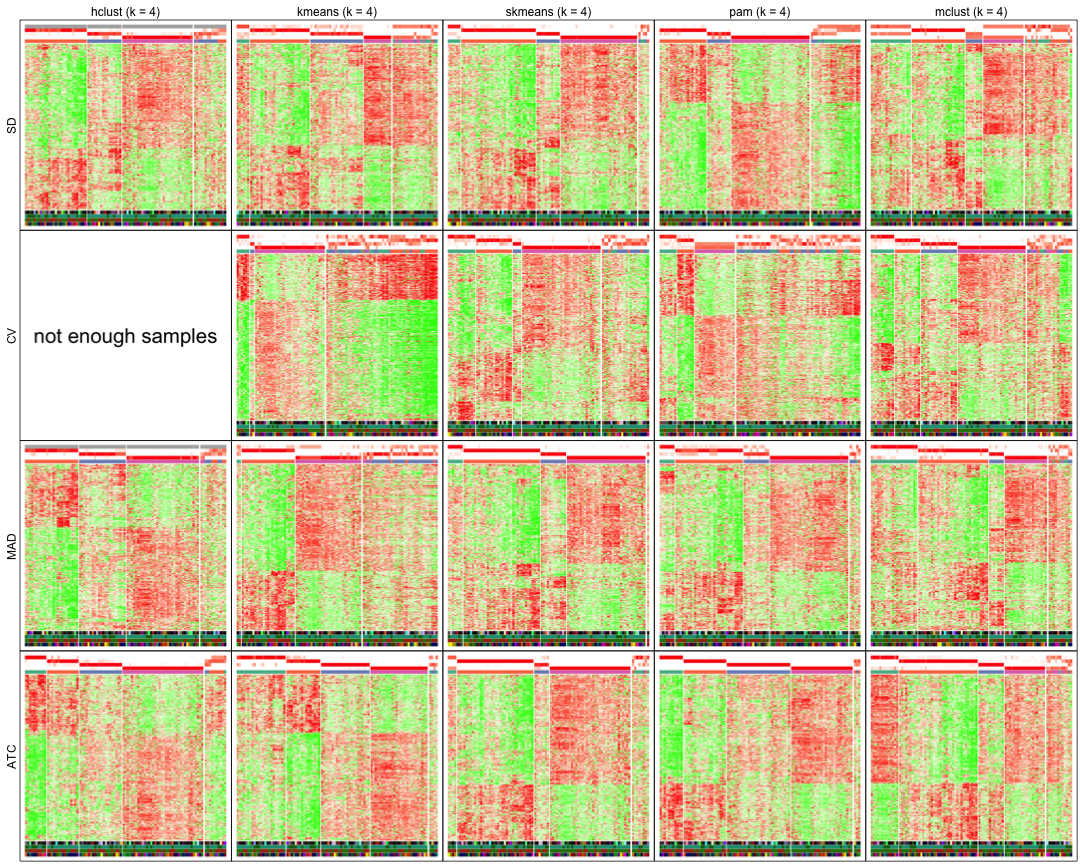 hclust (k = 4) kmeans (k = 4) skmeans (k = 4) pam (k = 4) mclust (k = 4)
SD
CV
not enough samples
MAD
ATC